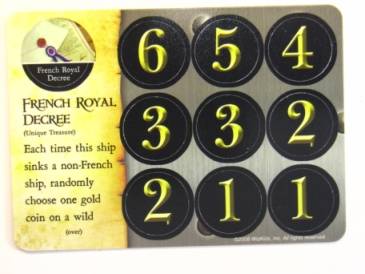 French Royal
Decree
FRENCH ROYAL
DECREE
(Unique Treasure)
Each time this ship
sinks a non-French
ship, randomly
choose one gold
coin on a wild
(over)
6 5 4
3 3 2
2 1 1
©2006 WizKids, Inc. All rights reserved.